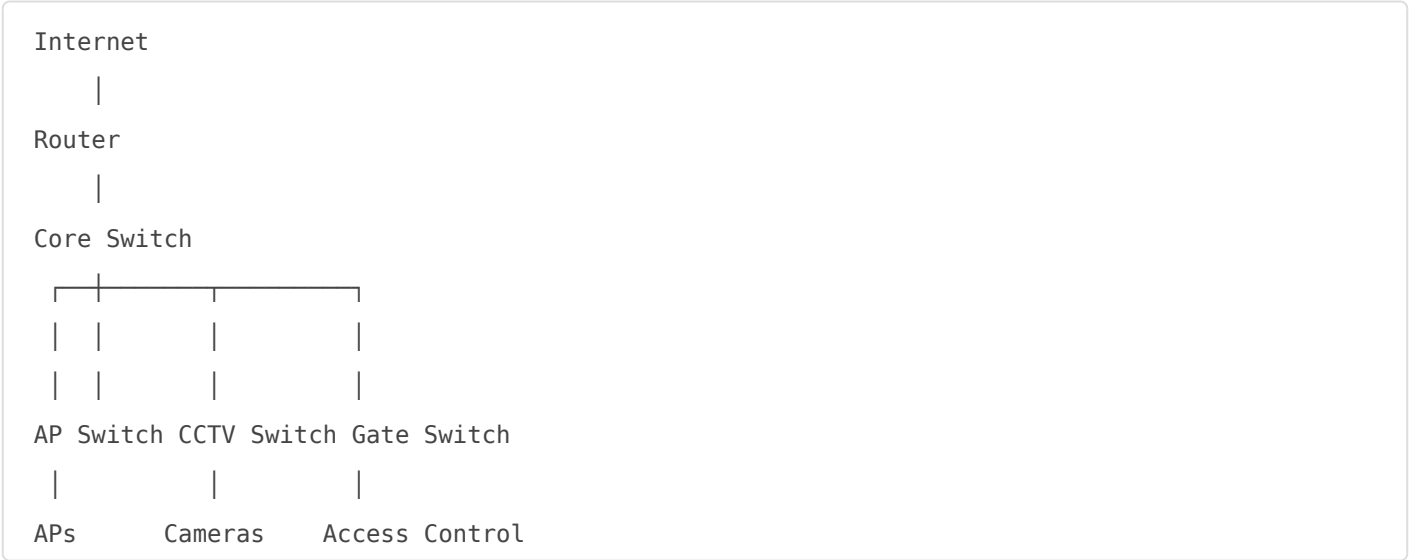 Internet
Router
Core Switch
AP Switch CCTV Switch Gate Switch
APs Cameras Access Control